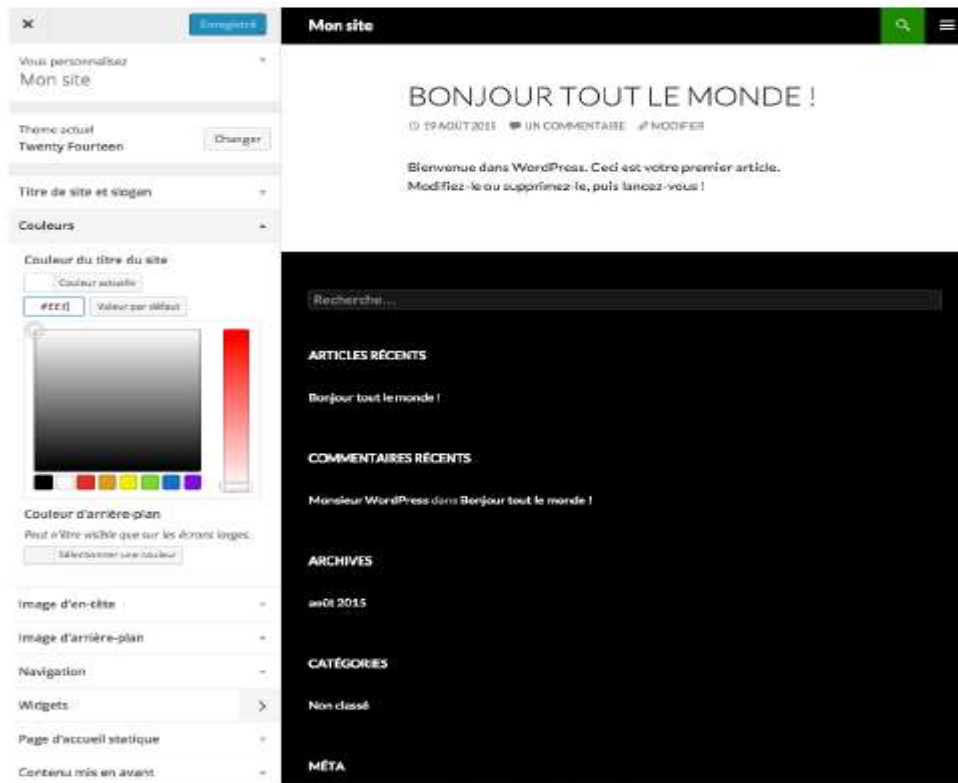 Enregistré
Vous personnalisez
Mon site
Thème actuel
Twenty Fourteen
Changer
Titre de site et slogan
Couleurs
Couleur du titre du site
Couleur actuelle
#fff
Valeur par défaut
Couleur d'arrière-plan
Peut n'être visible que sur les écrans larges.
Sélectionner une couleur
Image d'en-tête
Image d'arrière-plan
Navigation
Widgets
Page d'accueil statique
Contenu mis en avant
Mon site
BONJOUR TOUT LE MONDE !
19 AOÛT 2015 UN COMMENTAIRE MODIFIER
Bienvenue dans WordPress. Ceci est votre premier article.
Modifiez-le ou supprimez-le, puis lancez-vous !
Recherche…
ARTICLES RÉCENTS
Bonjour tout le monde !
COMMENTAIRES RÉCENTS
Monsieur WordPress dans Bonjour tout le monde !
ARCHIVES
août 2015
CATÉGORIES
Non classé
MÉTA